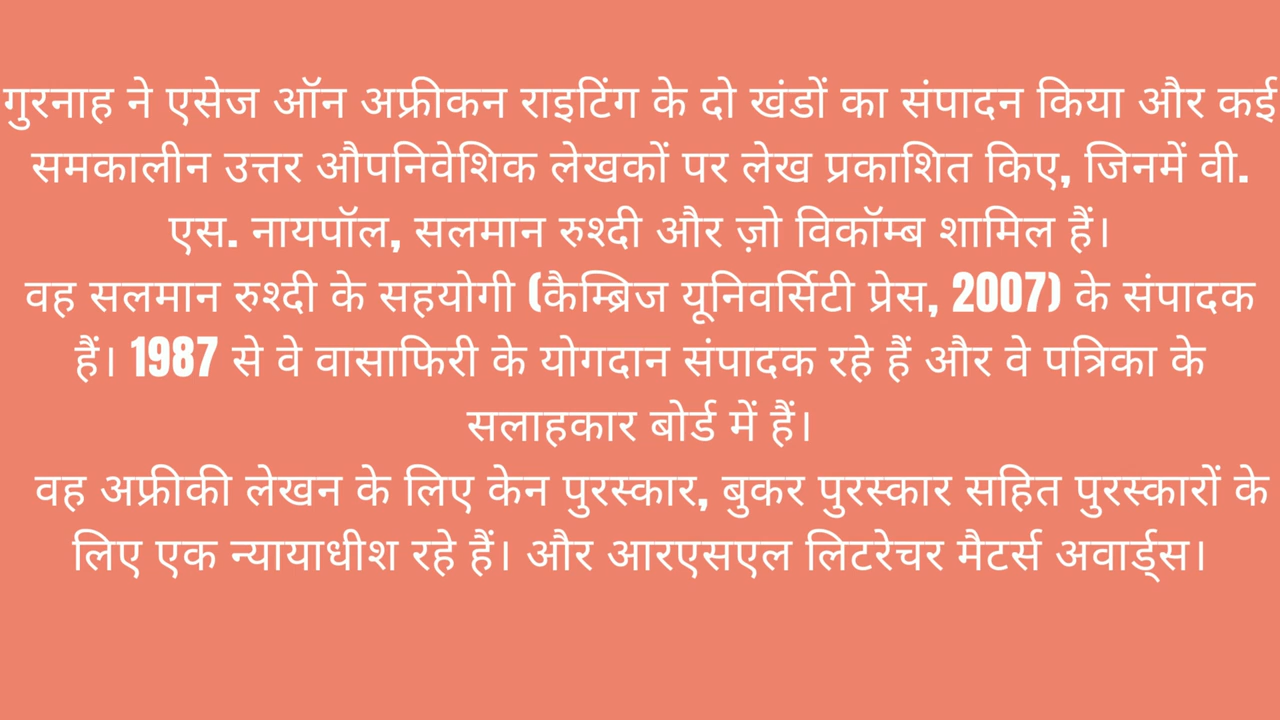 गुरनाह ने एसेज ऑन अफ्रीकन राइटिंग के दो खंडों का संपादन किया और कई
समकालीन उत्तर औपनिवेशिक लेखकों पर लेख प्रकाशित किए, जिनमें वी.
एस. नायपॉल, सलमान रुश्दी और ज़ो विकॉम्ब शामिल हैं।
वह सलमान रुश्दी के सहयोगी (कैम्ब्रिज यूनिवर्सिटी प्रेस, 2007) के संपादक
हैं। 1987 से वे वासाफिरी के योगदान संपादक रहे हैं और वे पत्रिका के
सलाहकार बोर्ड में हैं।
वह अफ्रीकी लेखन के लिए केन पुरस्कार, बुकर पुरस्कार सहित पुरस्कारों के
लिए एक न्यायाधीश रहे हैं। और आरएसएल लिटरेचर मैटर्स अवार्ड्स।